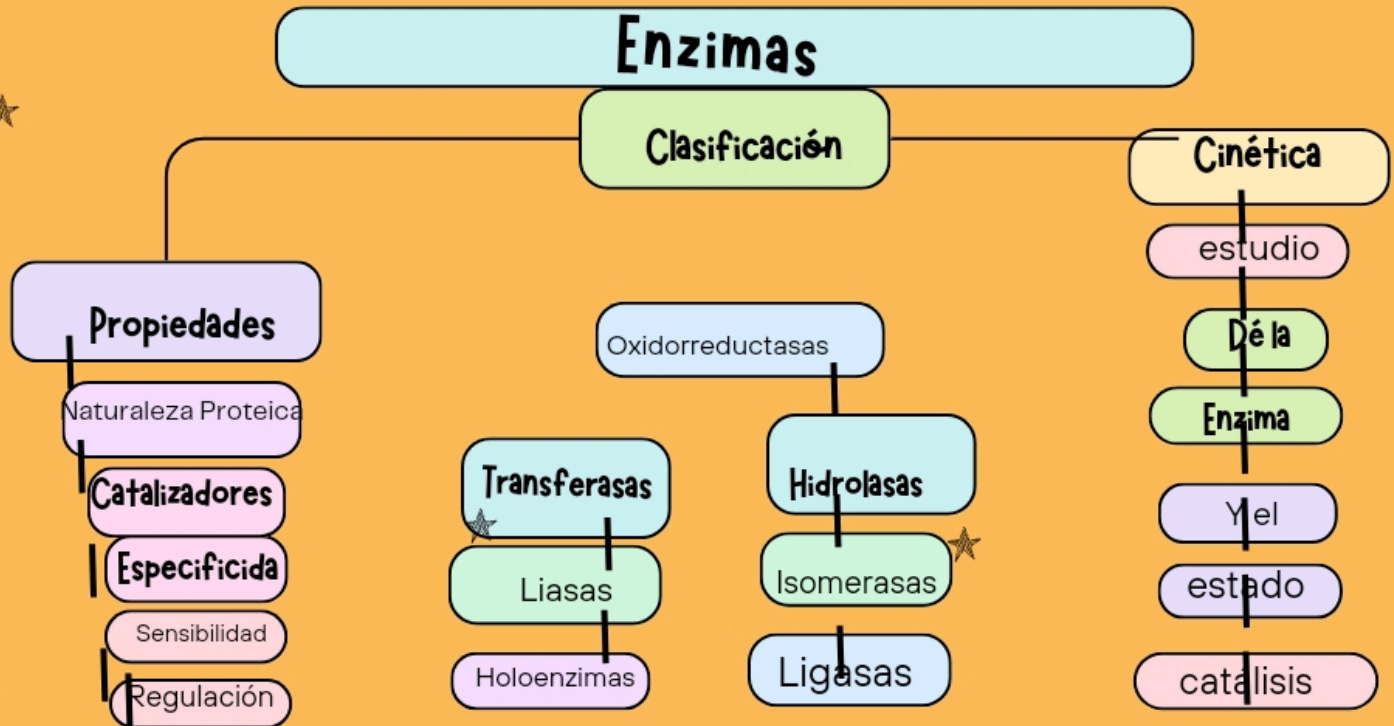 Enzimas
Clasificación
Cinética
estudio
Dé la
Enzima
Y el
estado
catálisis
Propiedades
Naturaleza Proteica
Catalizadores
Especificida
Sensibilidad
Regulación
Oxidorreductasas
Transferasas
Hidrolasas
Liasas
Isomerasas
Holoenzimas
Ligasas